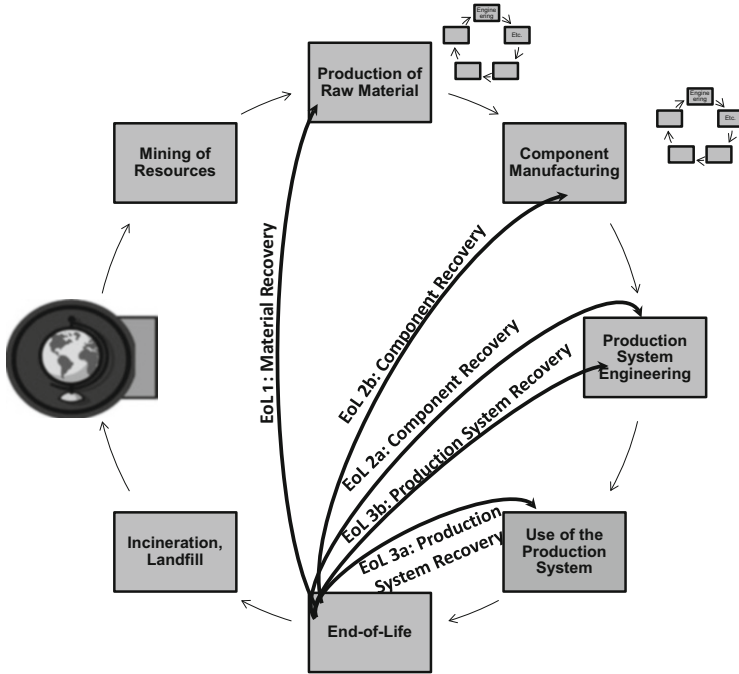 Engine
ering
Etc.
Production of
Raw Material
Engine
ering
Etc.
Mining of
Resources
Component
Manufacturing
EoL 1: Material Recovery
EoL 2b: Component Recovery
EoL 2a: Component Recovery
EoL 3b: Production System Recovery
Production
System
Engineering
EoL 3a: Production
System Recovery
Incineration,
Landfill
Use of the
Production
System
End-of-Life